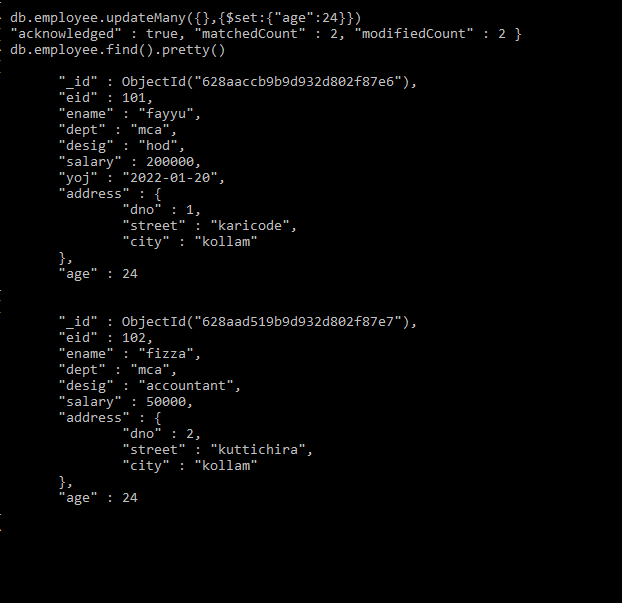 db.employee.updateMany({},{$set:{"age":24}})
"acknowledged" : true, "matchedCount" : 2, "modifiedCount" : 2 }
db.employee.find().pretty()
"_id" : ObjectId("628aaccb9b9d932d802f87e6"),
"eid" : 101,
"ename" : "fayyu",
"dept" : "mca",
"desig" : "hod",
"salary" : 200000,
"yoj" : "2022-01-20",
"address" : {
"dno" : 1,
"street" : "karicode",
"city" : "kollam"
},
"age" : 24
"_id" : ObjectId("628aad519b9d932d802f87e7"),
"eid" : 102,
"ename" : "fizza",
"dept" : "mca",
"desig" : "accountant",
"salary" : 50000,
"address" : {
"dno" : 2,
"street" : "kuttichira",
"city" : "kollam"
},
"age" : 24